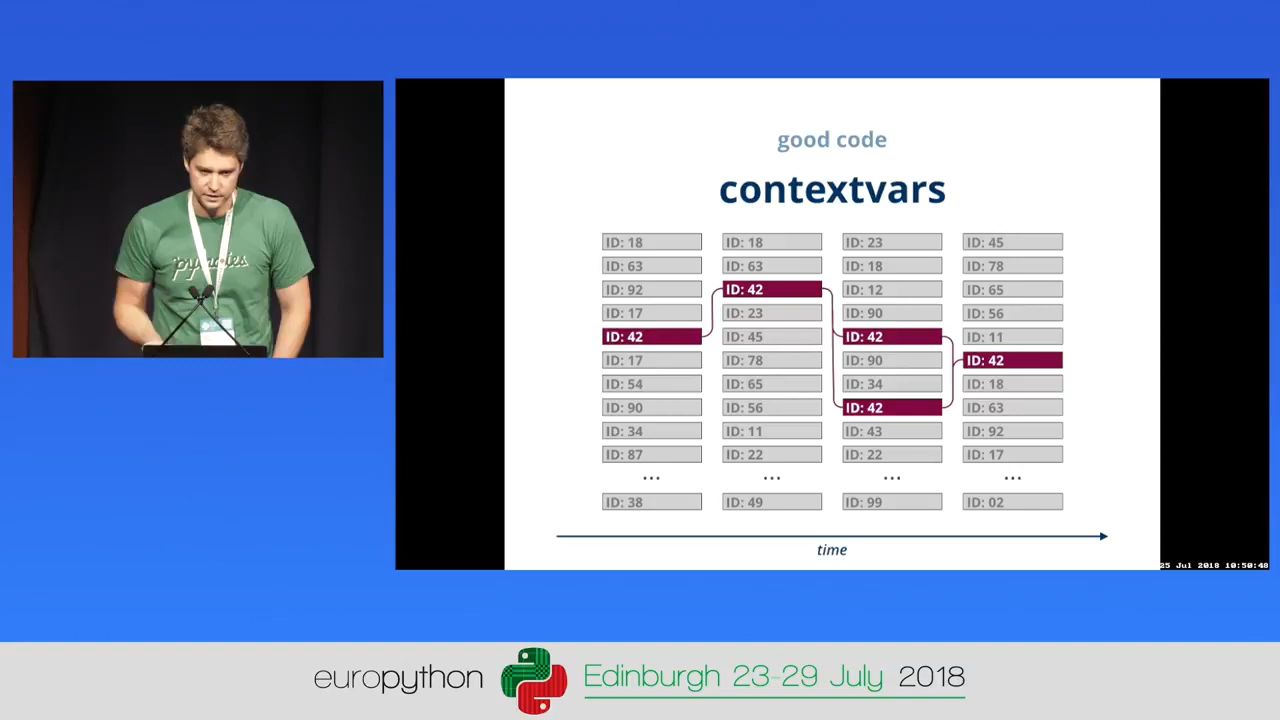 good code
contextvars
ID: 18 ID: 18 ID: 23 ID: 45
ID: 63 ID: 63 ID: 18 ID: 78
ID: 92 ID: 42 ID: 12 ID: 65
ID: 17 ID: 23 ID: 90 ID: 56
ID: 42 ID: 45 ID: 42 ID: 11
ID: 17 ID: 78 ID: 90 ID: 42
ID: 54 ID: 65 ID: 34 ID: 18
ID: 90 ID: 56 ID: 42 ID: 63
ID: 34 ID: 11 ID: 43 ID: 92
ID: 87 ID: 22 ID: 22 ID: 17
... ... ... ...
ID: 38 ID: 49 ID: 99 ID: 02
time
25 Jul 2018 10:50:48
europython Edinburgh 23-29 July 2018